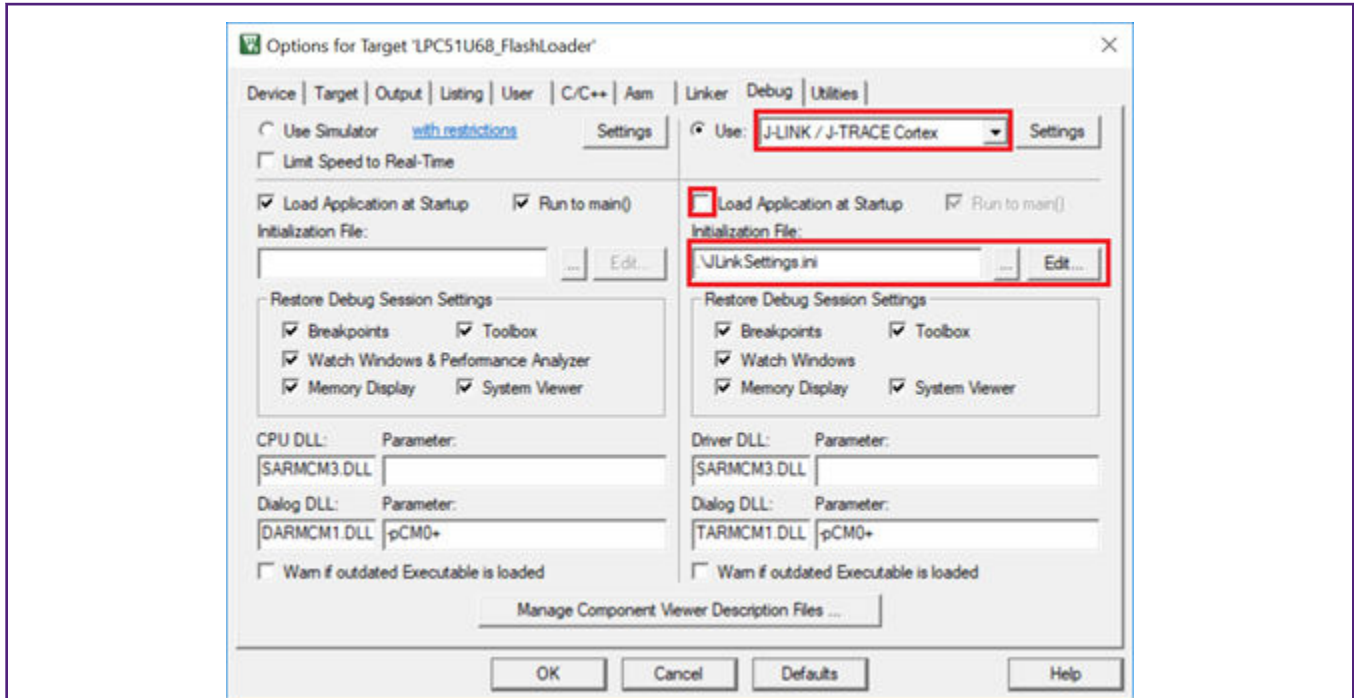 Options for Target 'LPC51U68_FlashLoader'
Device | Target | Output | Listing | User | C/C++ | Asm | Linker Debug | Utilities |
Use Simulator with restrictions Settings Use: J-LINK / J-TRACE Cortex Settings
Limit Speed to Real-Time
Load Application at Startup Run to main() Load Application at Startup Run to main()
Initialization File: Initialization File:
... Edit... .\JLinkSettings.ini ... Edit...
Restore Debug Session Settings Restore Debug Session Settings
Breakpoints Toolbox Breakpoints Toolbox
Watch Windows & Performance Analyzer Watch Windows
Memory Display System Viewer Memory Display System Viewer
CPU DLL: Parameter: Driver DLL: Parameter:
SARMCM3.DLL SARMCM3.DLL
Dialog DLL: Parameter: Dialog DLL: Parameter:
DARMCM1.DLL -pCM0+ TARMCM1.DLL -pCM0+
Warn if outdated Executable is loaded Warn if outdated Executable is loaded
Manage Component Viewer Description Files ...
OK Cancel Defaults Help